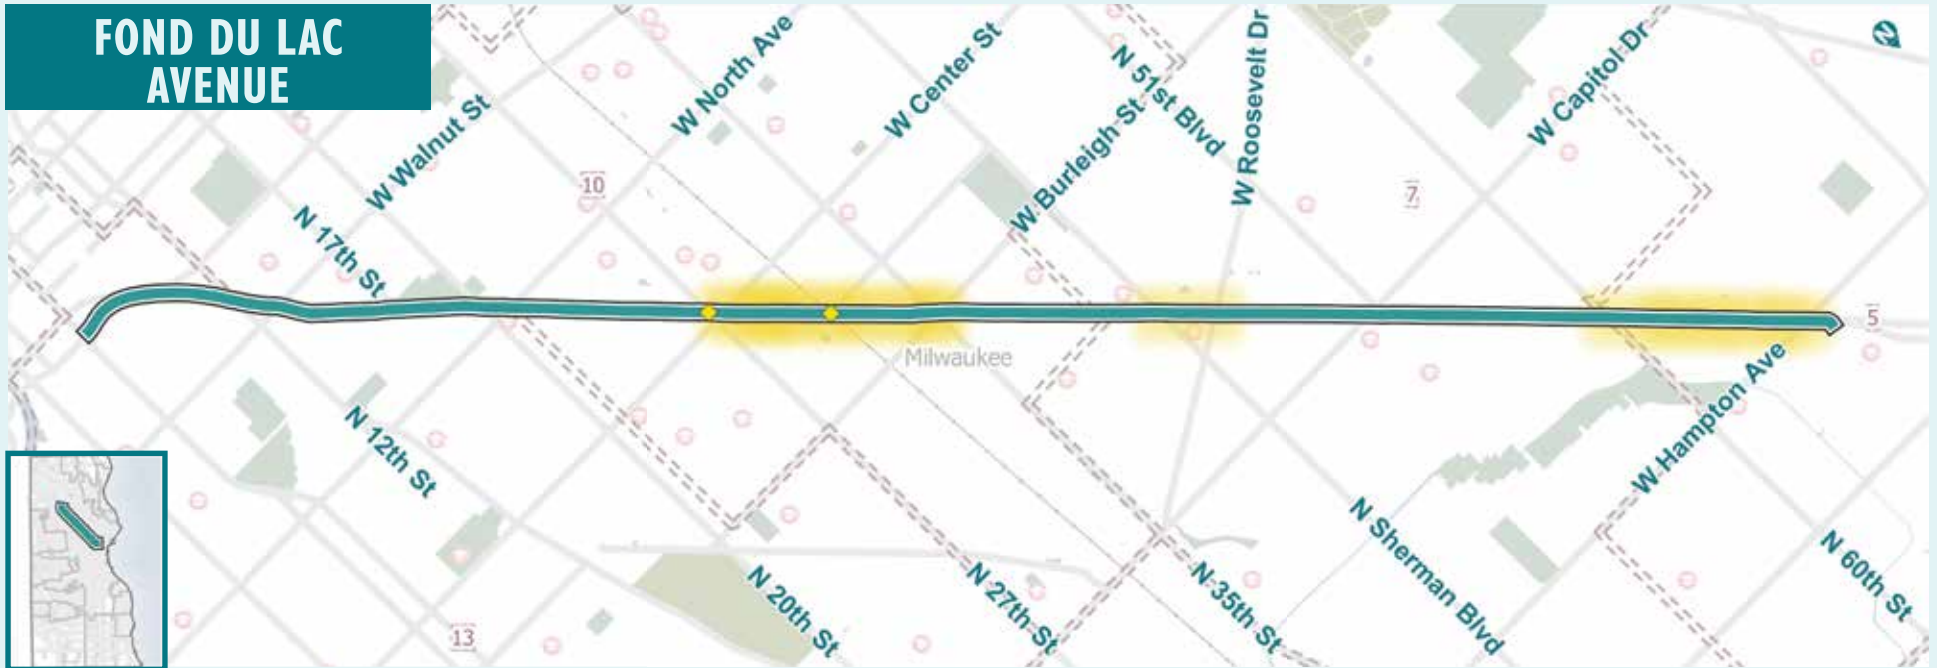 FOND DU LAC
AVENUE
W Walnut St
W North Ave
W Center St
N 51st Blvd
W Burleigh St
W Roosevelt Dr
W Capitol Dr
N
N 17th St
10
7
5
Milwaukee
N 12th St
W Hampton Ave
N 20th St
N 27th St
N 35th St
N Sherman Blvd
N 60th St
13